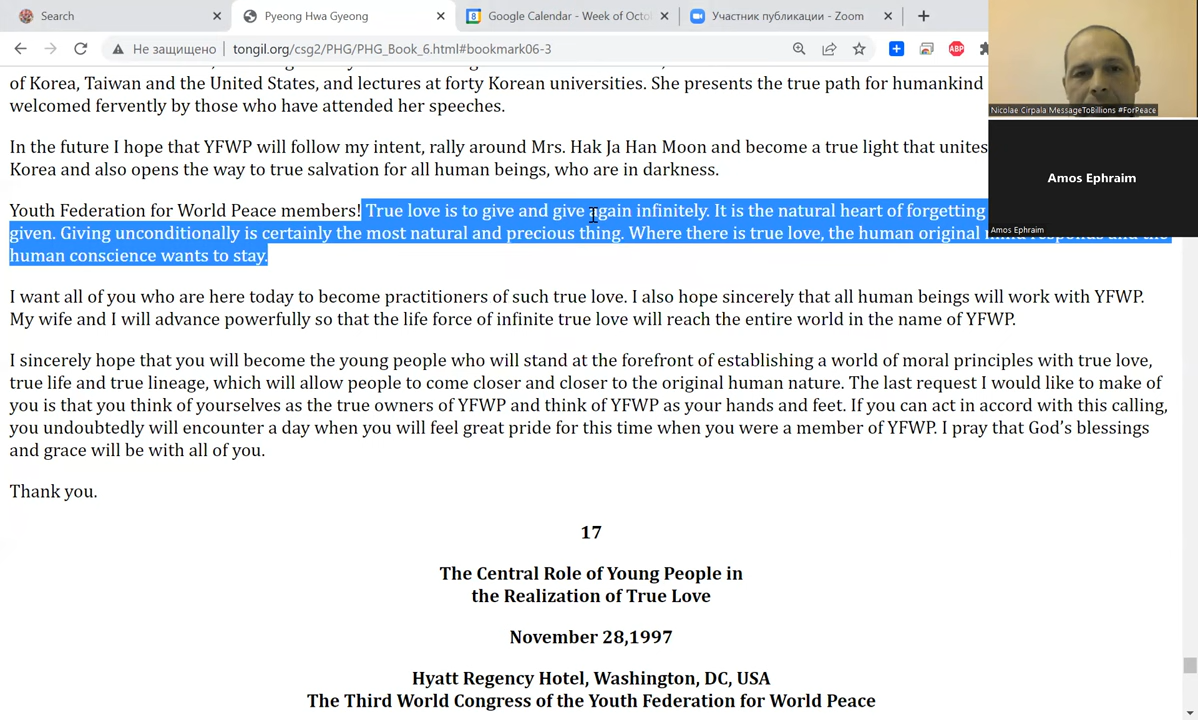 Search
Pyeong Hwa Gyeong
Google Calendar - Week of Octo
Участник публикации - Zoom
Не защищено
tongil.org/csg2/PHG/PHG_Book_6.html#bookmark06-3
ABP
of Korea, Taiwan and the United States, and lectures at forty Korean universities. She presents the true path for humankind
welcomed fervently by those who have attended her speeches.
In the future I hope that YFWP will follow my intent, rally around Mrs. Hak Ja Han Moon and become a true light that unites
Korea and also opens the way to true salvation for all human beings, who are in darkness.
Youth Federation for World Peace members! True love is to give and give again infinitely. It is the natural heart of forgetting
given. Giving unconditionally is certainly the most natural and precious thing. Where there is true love, the human original mind responds and the
human conscience wants to stay.
I want all of you who are here today to become practitioners of such true love. I also hope sincerely that all human beings will work with YFWP.
My wife and I will advance powerfully so that the life force of infinite true love will reach the entire world in the name of YFWP.
I sincerely hope that you will become the young people who will stand at the forefront of establishing a world of moral principles with true love,
true life and true lineage, which will allow people to come closer and closer to the original human nature. The last request I would like to make of
you is that you think of yourselves as the true owners of YFWP and think of YFWP as your hands and feet. If you can act in accord with this calling,
you undoubtedly will encounter a day when you will feel great pride for this time when you were a member of YFWP. I pray that God's blessings
and grace will be with all of you.
Thank you.
17
The Central Role of Young People in
the Realization of True Love
November 28,1997
Hyatt Regency Hotel, Washington, DC, USA
The Third World Congress of the Youth Federation for World Peace
Nicolae Cirpala MessageToBillions #ForPeace
Amos Ephraim
Amos Ephraim